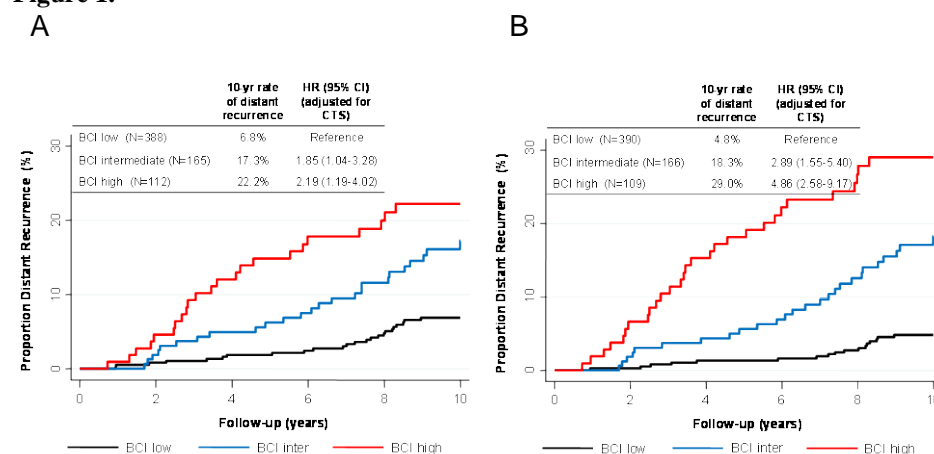 Figure 1.
A
10-yr rate of distant recurrence HR (95% CI) (adjusted for CTS)
BCI low (N=388) 6.8% Reference
BCI intermediate (N=165) 17.3% 1.85 (1.04-3.28)
BCI high (N=112) 22.2% 2.19 (1.19-4.02)
Proportion Distant Recurrence (%)
30
20
10
0
0 2 4 6 8 10
Follow-up (years)
BCI low BCI inter BCI high
B
10-yr rate of distant recurrence HR (95% CI) (adjusted for CTS)
BCI low (N=390) 4.8% Reference
BCI intermediate (N=166) 18.3% 2.89 (1.55-5.40)
BCI high (N=109) 29.0% 4.86 (2.58-9.17)
Proportion Distant Recurrence (%)
30
20
10
0
0 2 4 6 8 10
Follow-up (years)
BCI low BCI inter BCI high